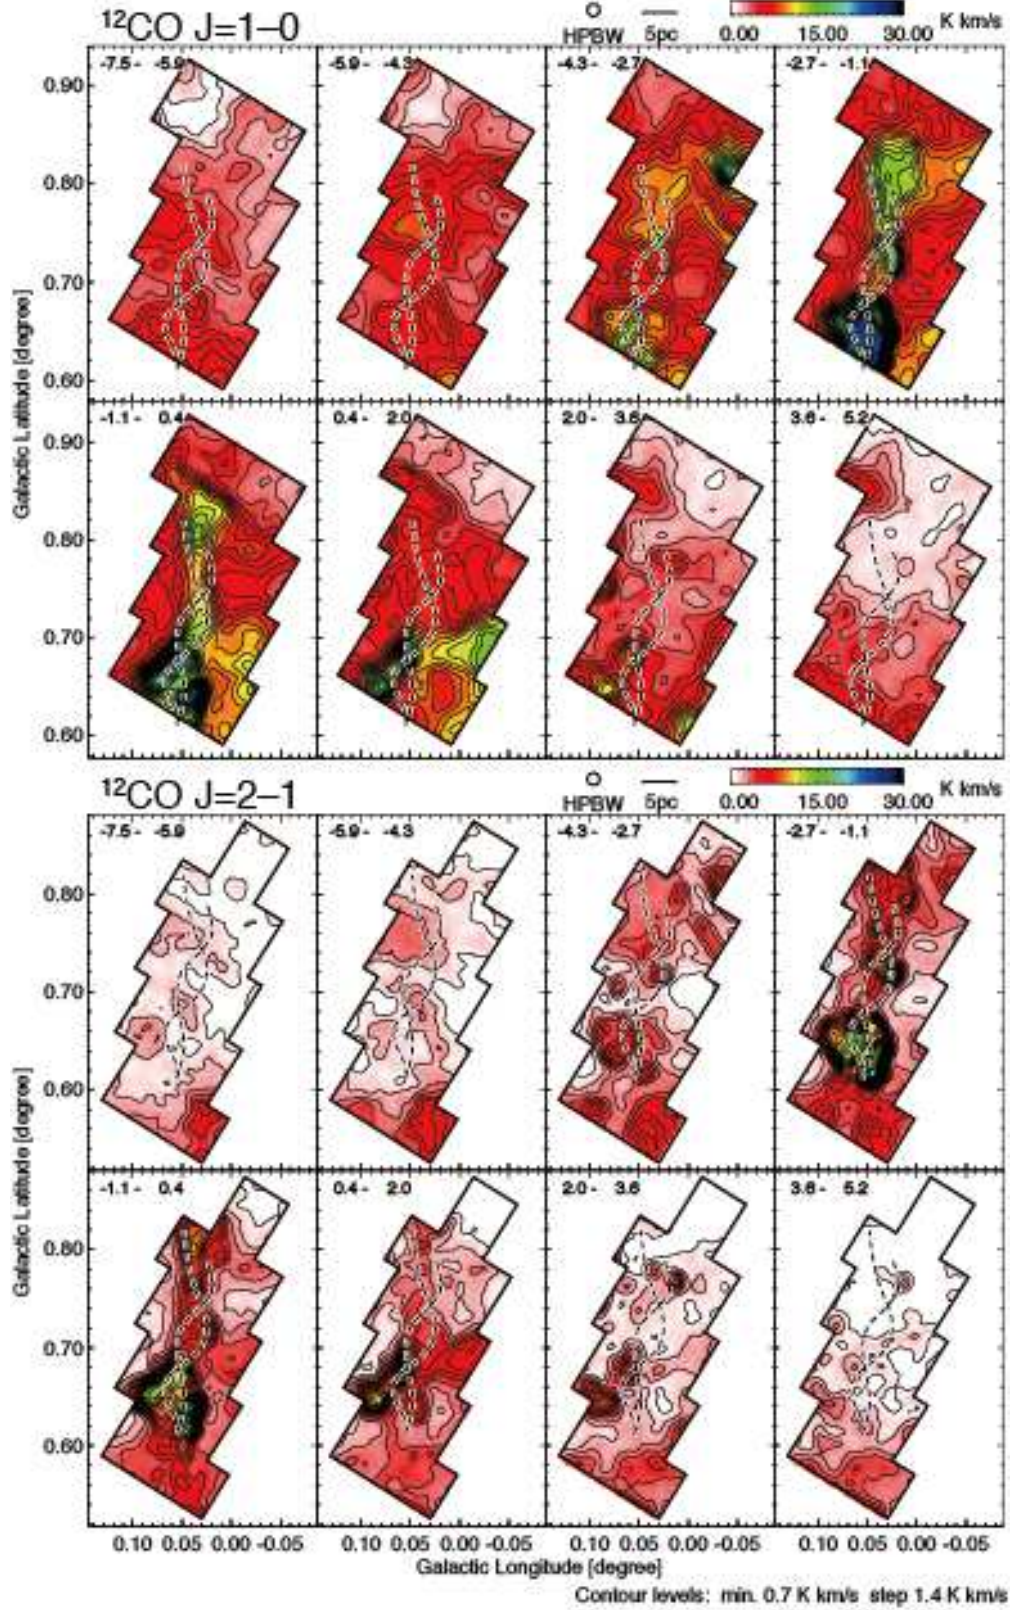 ¹²CO J=1–0
HPBW 5pc 0.00 15.00 30.00 K km/s
-7.5 - -5.9 -5.9 - -4.3 -4.3 - -2.7 -2.7 - -1.1
0.90
0.80
0.70
0.60
Galactic Latitude [degree]
-1.1 - 0.4 0.4 - 2.0 2.0 - 3.6 3.6 - 5.2
0.90
0.80
0.70
0.60
¹²CO J=2–1
HPBW 5pc 0.00 15.00 30.00 K km/s
-7.5 - -5.9 -5.9 - -4.3 -4.3 - -2.7 -2.7 - -1.1
0.80
0.70
0.60
Galactic Latitude [degree]
-1.1 - 0.4 0.4 - 2.0 2.0 - 3.6 3.6 - 5.2
0.80
0.70
0.60
0.10 0.05 0.00 -0.05 0.10 0.05 0.00 -0.05 0.10 0.05 0.00 -0.05 0.10 0.05 0.00 -0.05
Galactic Longitude [degree]
Contour levels: min. 0.7 K km/s step 1.4 K km/s